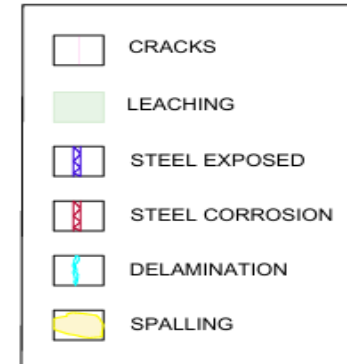 CRACKS
LEACHING
STEEL EXPOSED
STEEL CORROSION
DELAMINATION
SPALLING